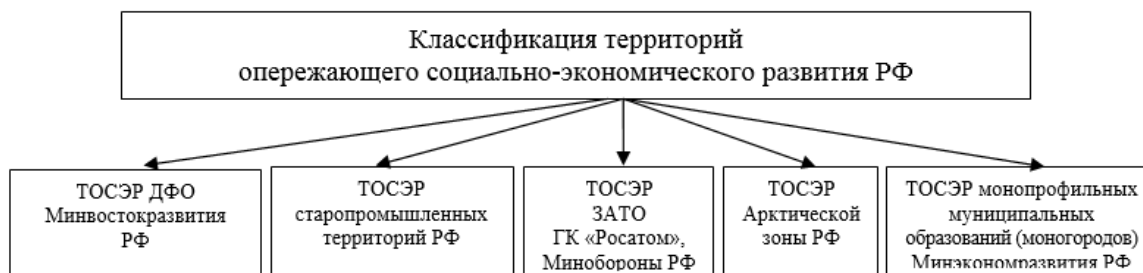 Классификация территорий
опережающего социально-экономического развития РФ
ТОСЭР ДФО
Минвостокразвития
РФ
ТОСЭР
старопромышленных
территорий РФ
ТОСЭР
ЗАТО
ГК «Росатом»,
Минобороны РФ
ТОСЭР
Арктической
зоны РФ
ТОСЭР монопрофильных
муниципальных
образований (моногородов)
Минэкономразвития РФ